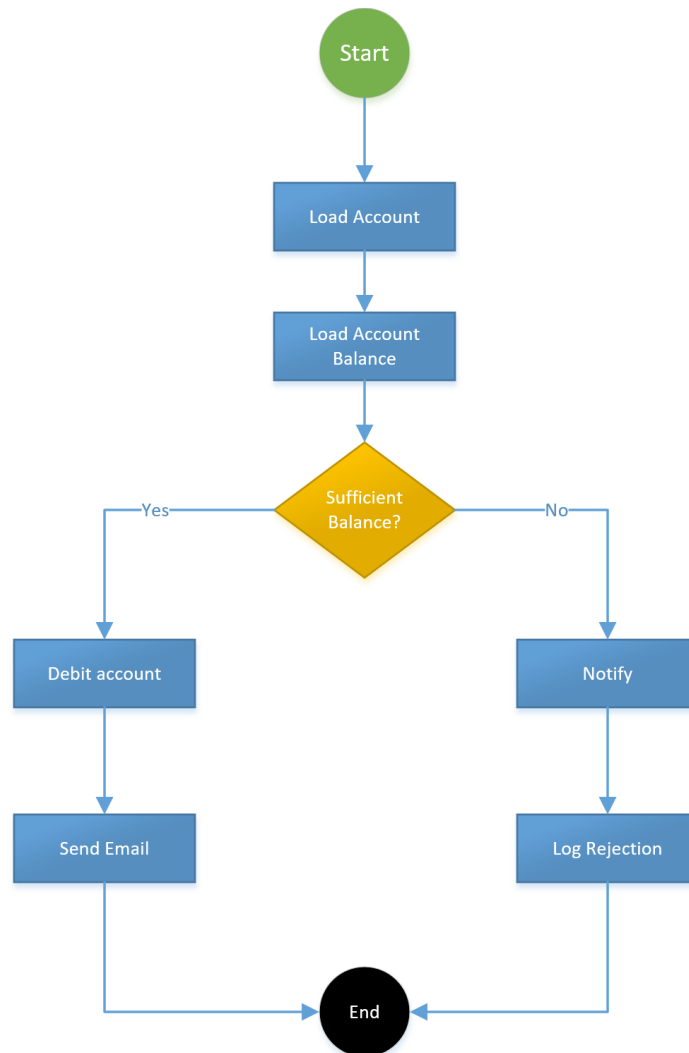 Start
Load Account
Load Account
Balance
Sufficient
Balance?
Yes
No
Debit account
Notify
Send Email
Log Rejection
End